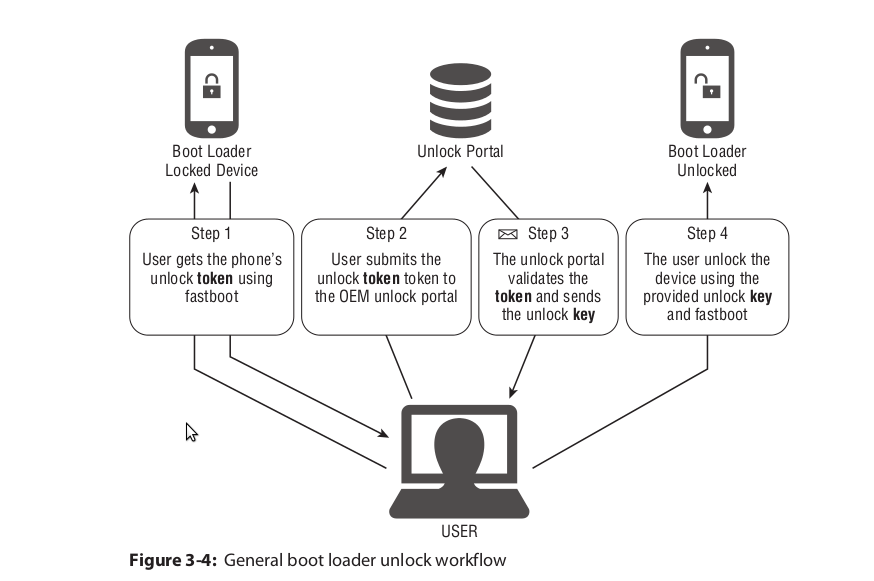 Boot Loader
Locked Device
Unlock Portal
Boot Loader
Unlocked
Step 1
User gets the phone's
unlock token using
fastboot
Step 2
User submits the
unlock token token to
the OEM unlock portal
Step 3
The unlock portal
validates the
token and sends
the unlock key
Step 4
The user unlock the
device using the
provided unlock key
and fastboot
USER
Figure 3-4: General boot loader unlock workflow